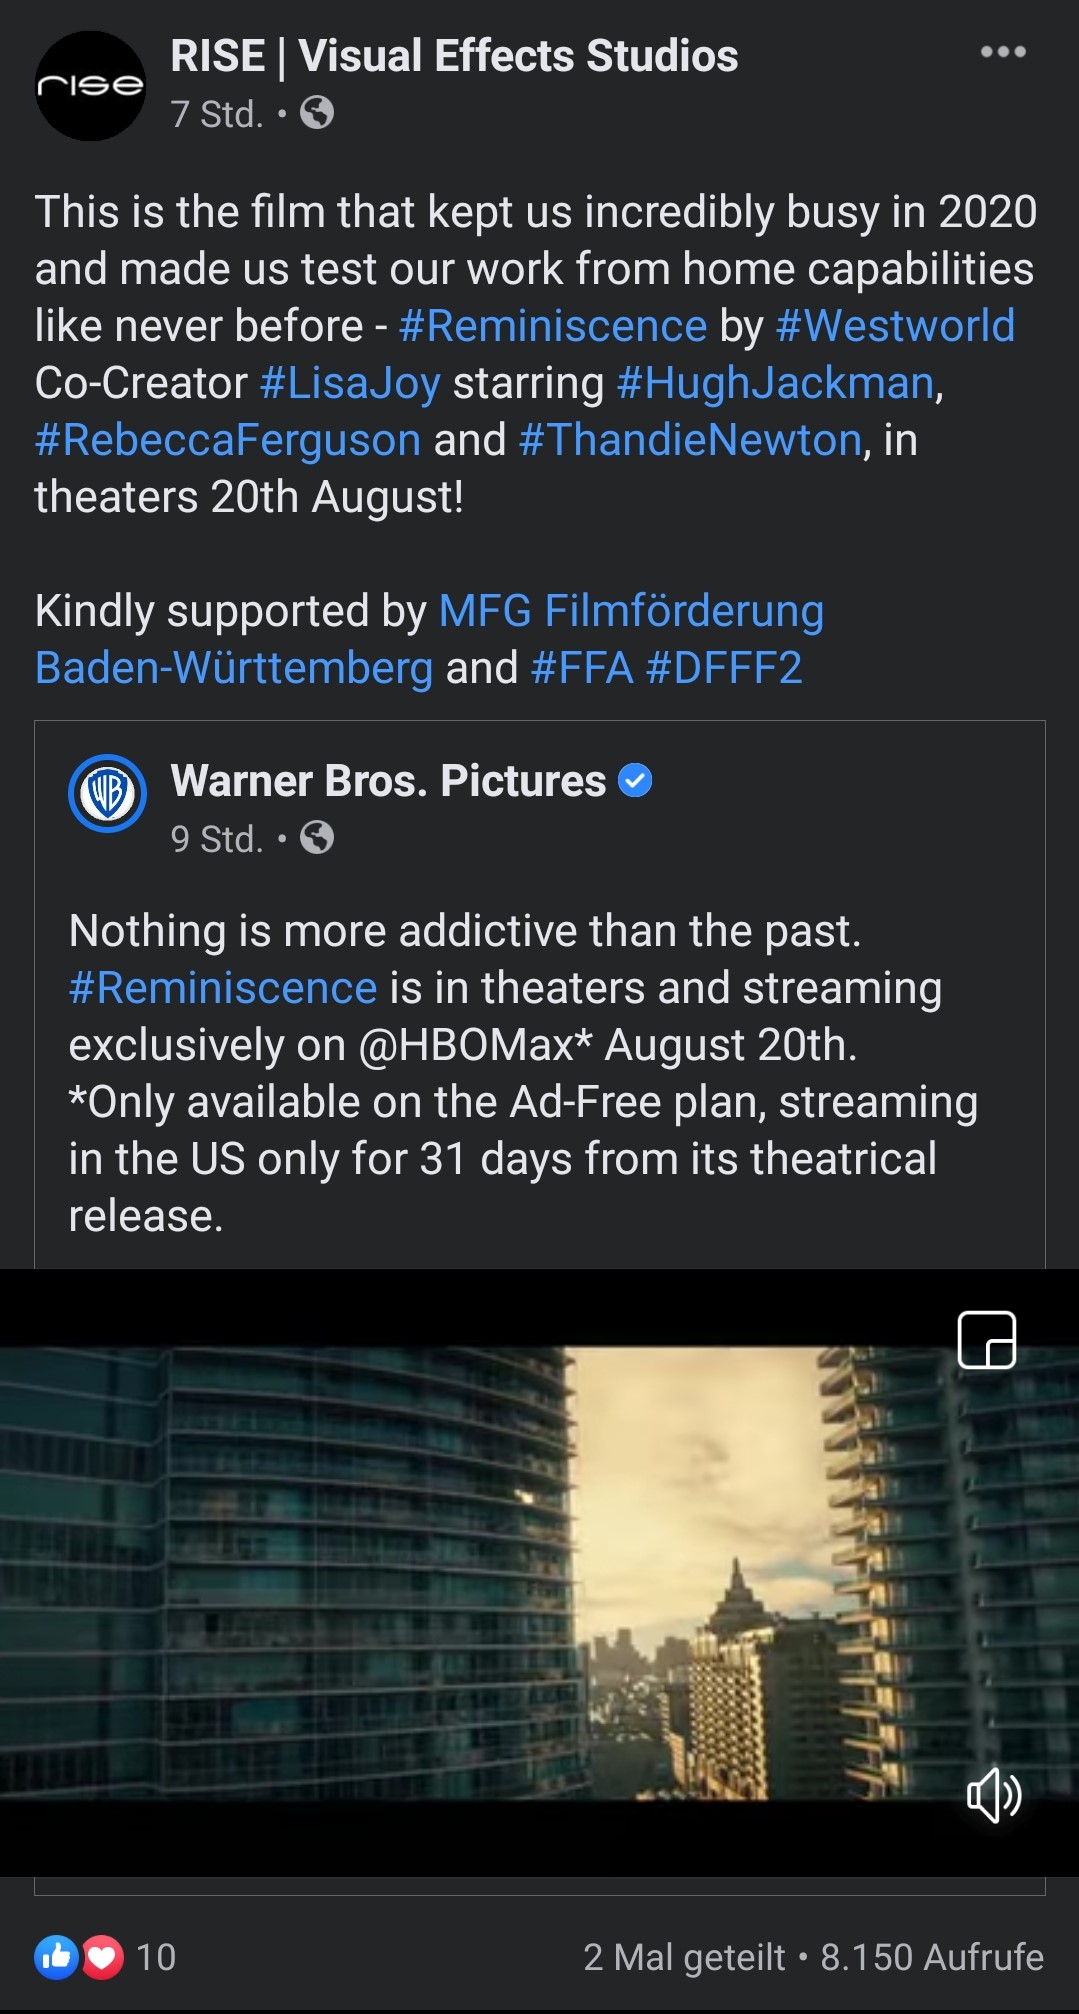 rise
RISE | Visual Effects Studios
7 Std. •
This is the film that kept us incredibly busy in 2020
and made us test our work from home capabilities
like never before - #Reminiscence by #Westworld
Co-Creator #LisaJoy starring #HughJackman,
#RebeccaFerguson and #ThandieNewton, in
theaters 20th August!
Kindly supported by MFG Filmförderung
Baden-Württemberg and #FFA #DFFF2
WB
Warner Bros. Pictures
9 Std. •
Nothing is more addictive than the past.
#Reminiscence is in theaters and streaming
exclusively on @HBOMax* August 20th.
*Only available on the Ad-Free plan, streaming
in the US only for 31 days from its theatrical
release.
10
2 Mal geteilt • 8.150 Aufrufe